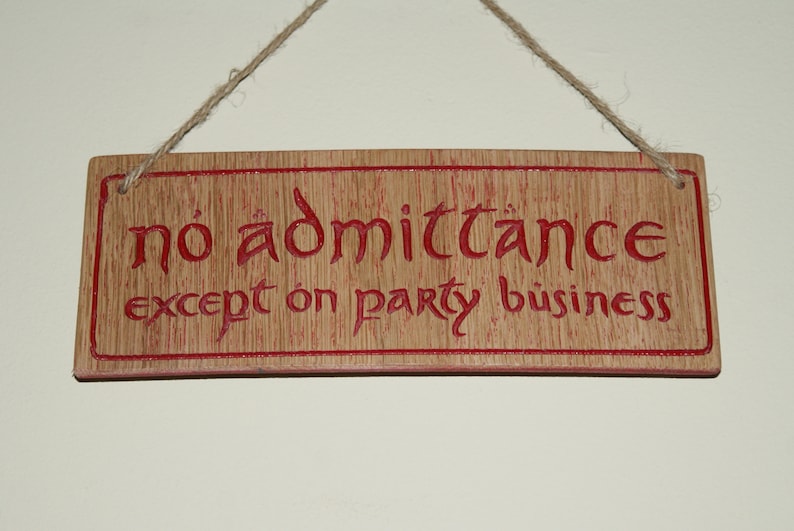 no admittance
except on party business